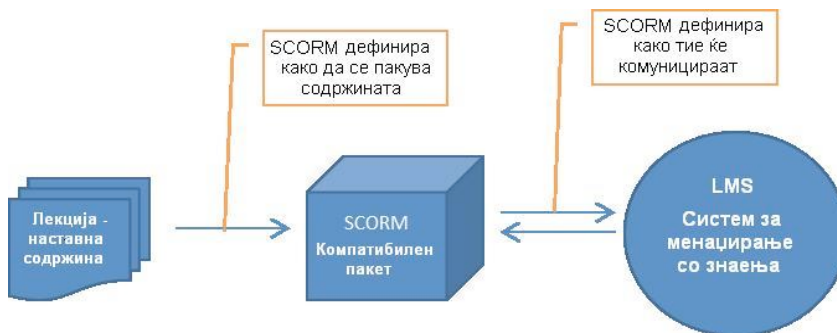 SCORM дефинира
како да се пакува
содржината
SCORM дефинира
како тие ќе
комуницираат
Лекција -
наставна
содржина
SCORM
Компатибилен
пакет
LMS
Систем за
менаџирање
со знаења